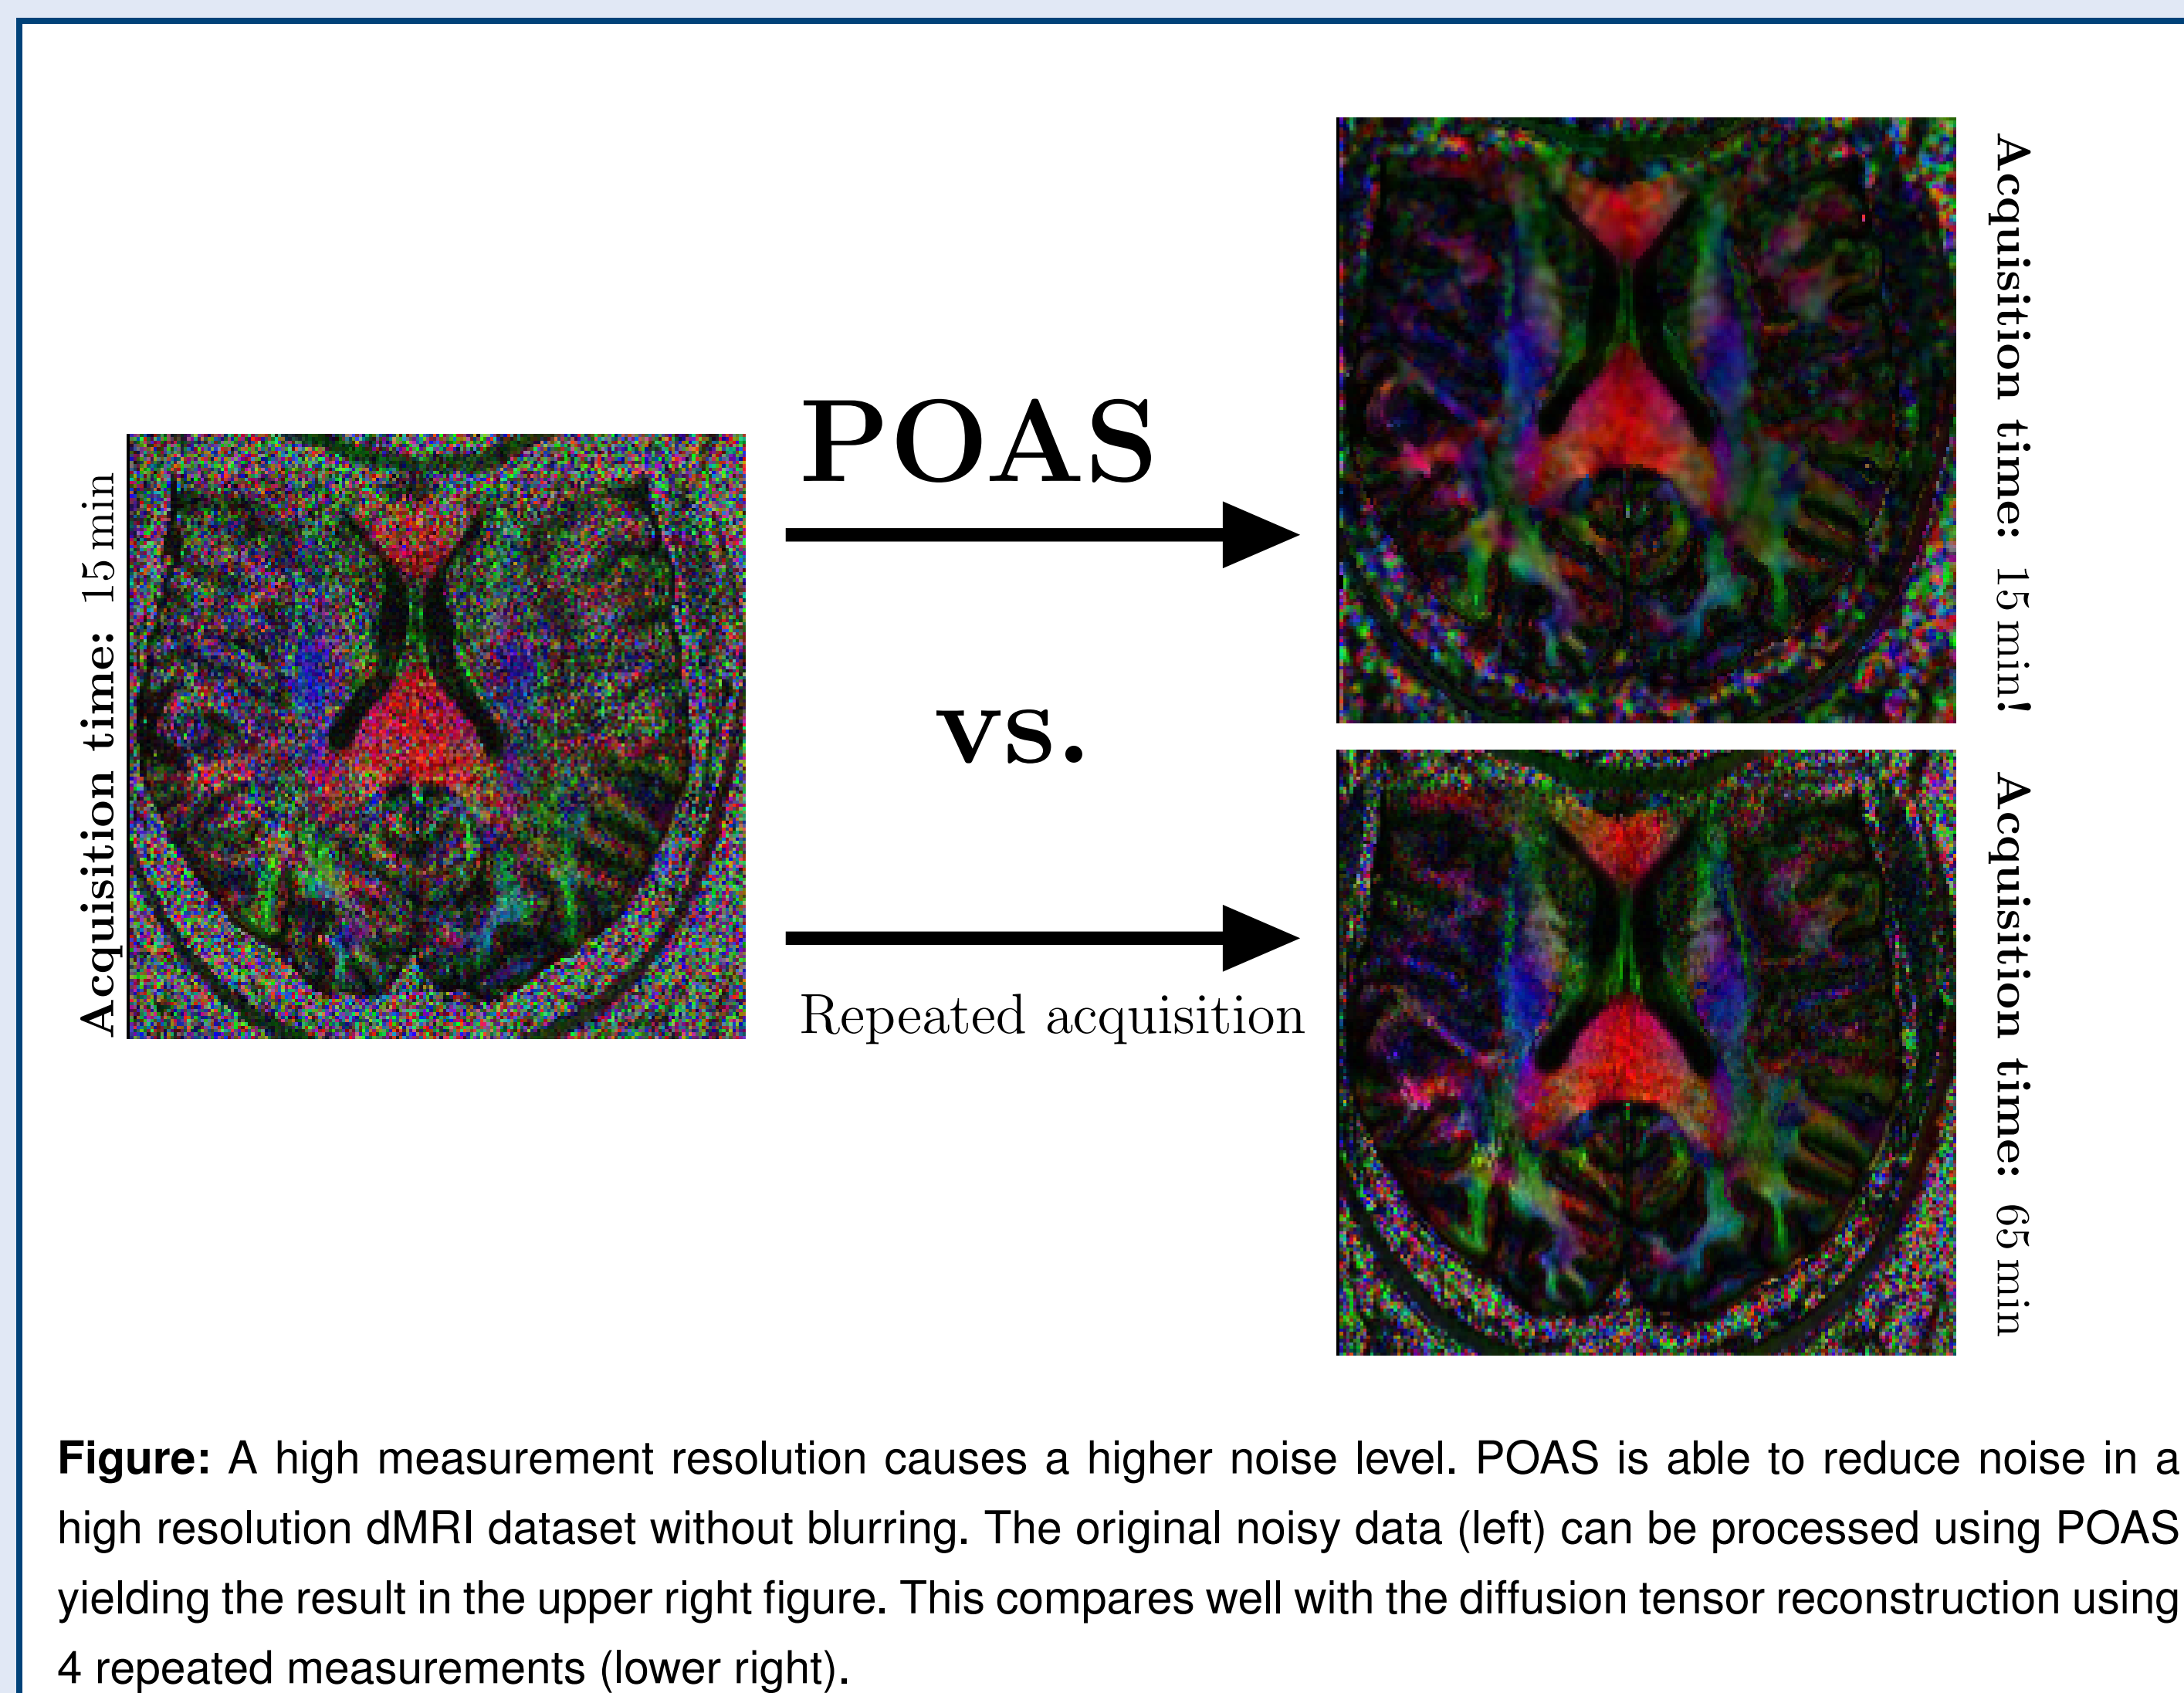 Acquisition time: 15 min
POAS
vs.
Repeated acquisition
Acquisition time: 15 min!
Acquisition time: 65 min
Figure: A high measurement resolution causes a higher noise level. POAS is able to reduce noise in a
high resolution dMRI dataset without blurring. The original noisy data (left) can be processed using POAS
yielding the result in the upper right figure. This compares well with the diffusion tensor reconstruction using
4 repeated measurements (lower right).